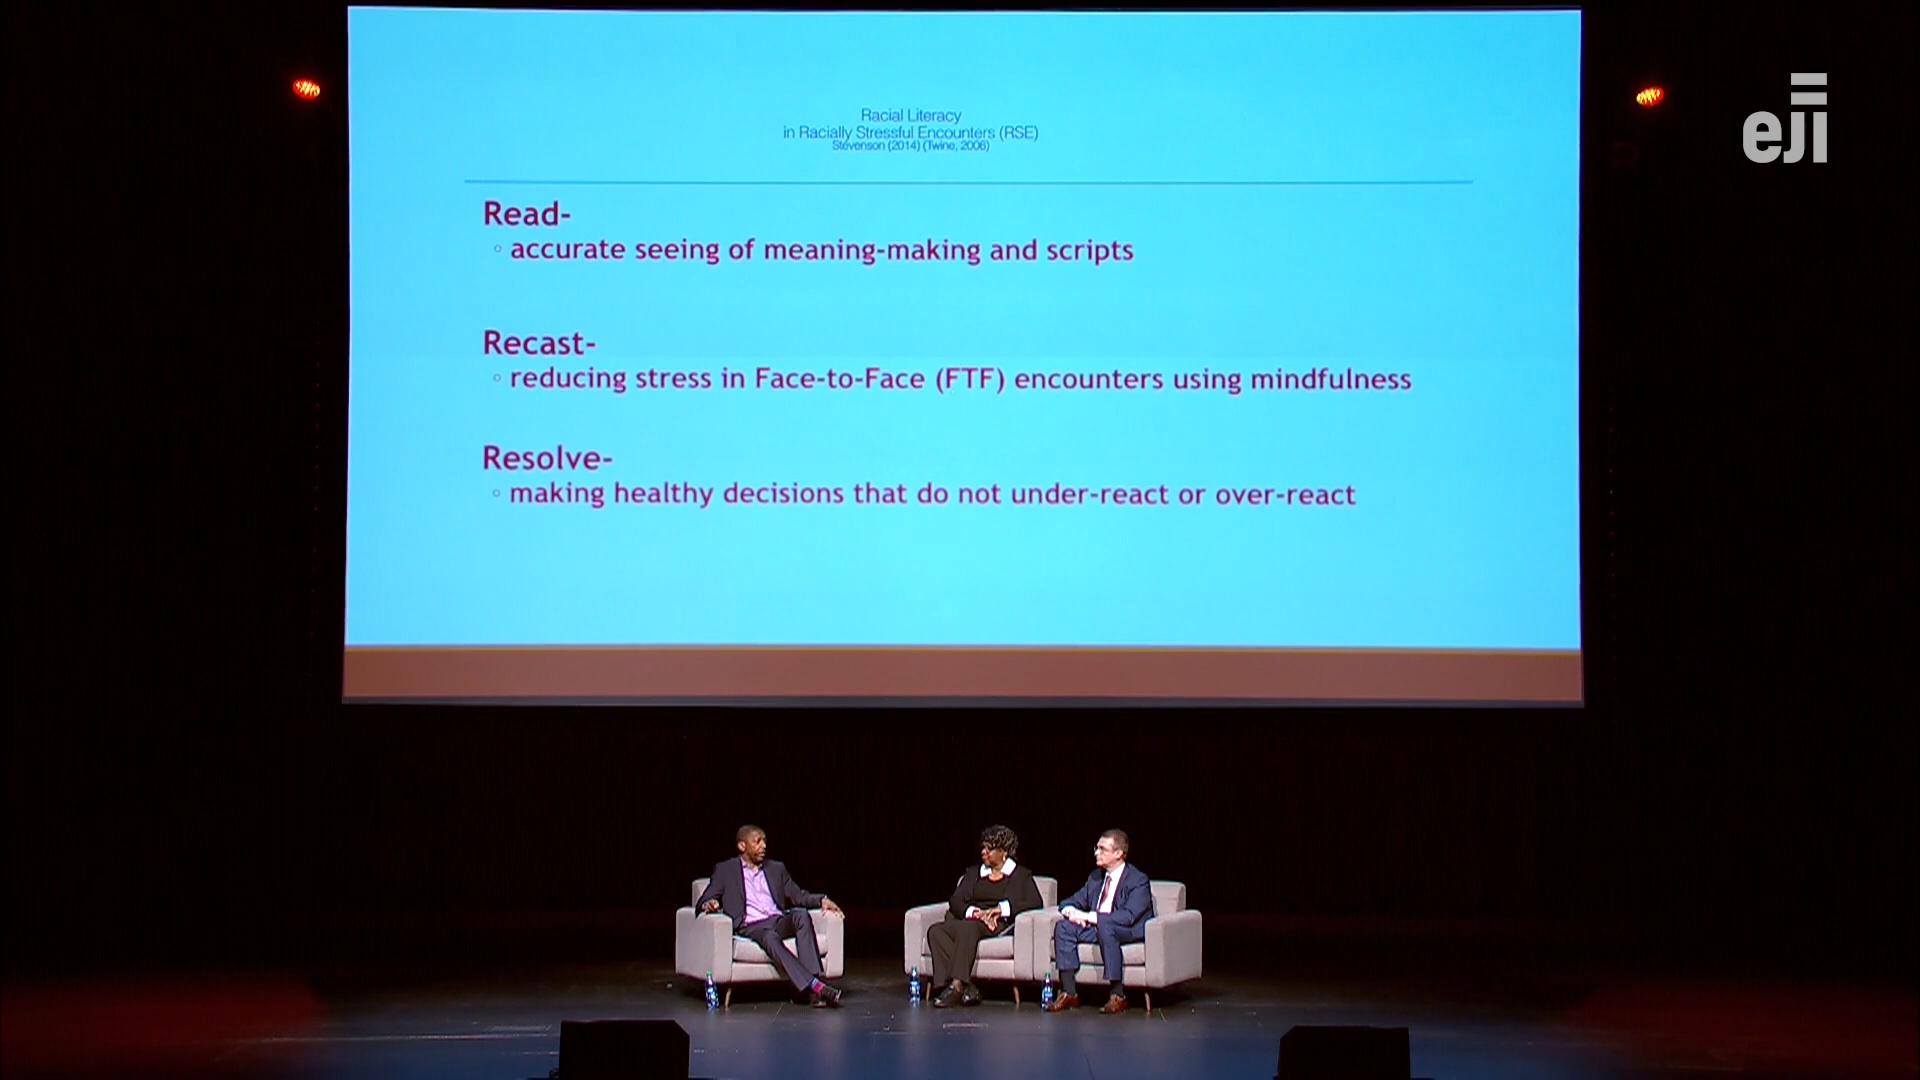 eji
Racial Literacy
in Racially Stressful Encounters (RSE)
Stevenson (2014) (Twine, 2006)
Read-
◦ accurate seeing of meaning-making and scripts
Recast-
◦ reducing stress in Face-to-Face (FTF) encounters using mindfulness
Resolve-
◦ making healthy decisions that do not under-react or over-react